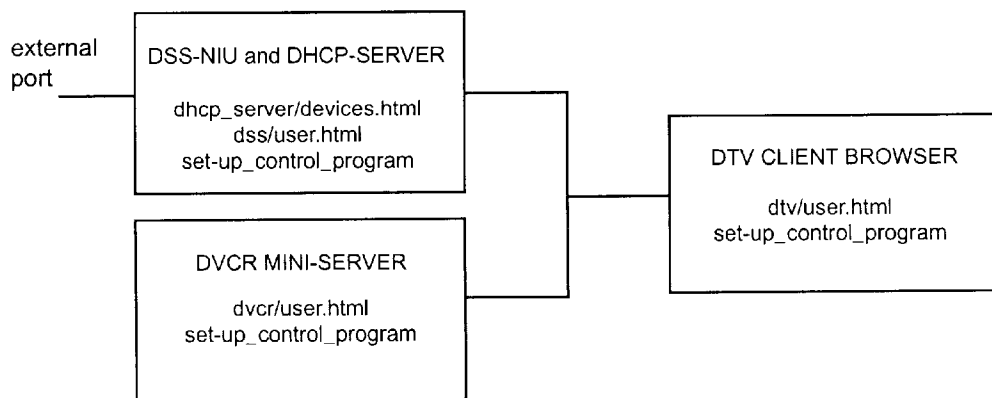 external
port
DSS-NIU and DHCP-SERVER
dhcp_server/devices.html
dss/user.html
set-up_control_program
DVCR MINI-SERVER
dvcr/user.html
set-up_control_program
DTV CLIENT BROWSER
dtv/user.html
set-up_control_program